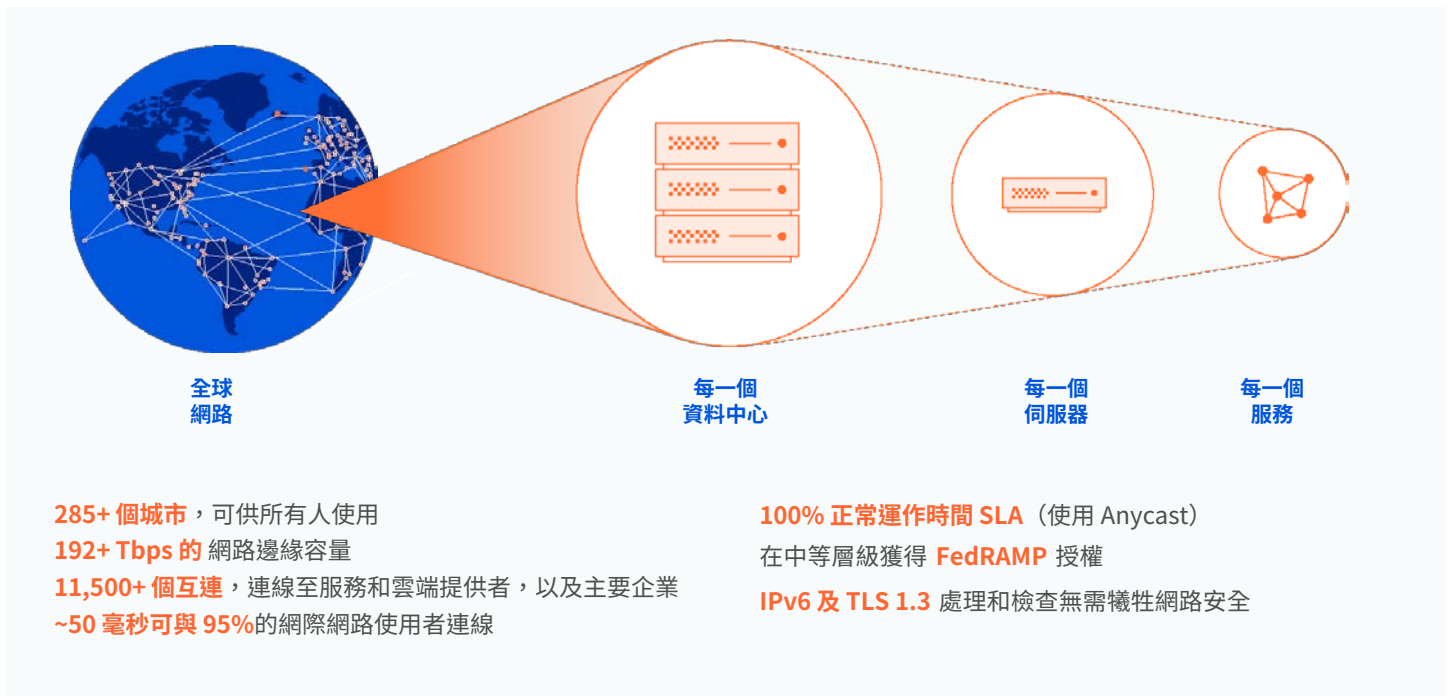 全球
網路
每一個
資料中心
每一個
伺服器
每一個
服務
285+ 個城市，可供所有人使用
192+ Tbps 的 網路邊緣容量
11,500+ 個互連，連線至服務和雲端提供者，以及主要企業
~50 毫秒可與 95%的網際網路使用者連線
100% 正常運作時間 SLA（使用 Anycast）
在中等層級獲得 FedRAMP 授權
IPv6 及 TLS 1.3 處理和檢查無需犧牲網路安全